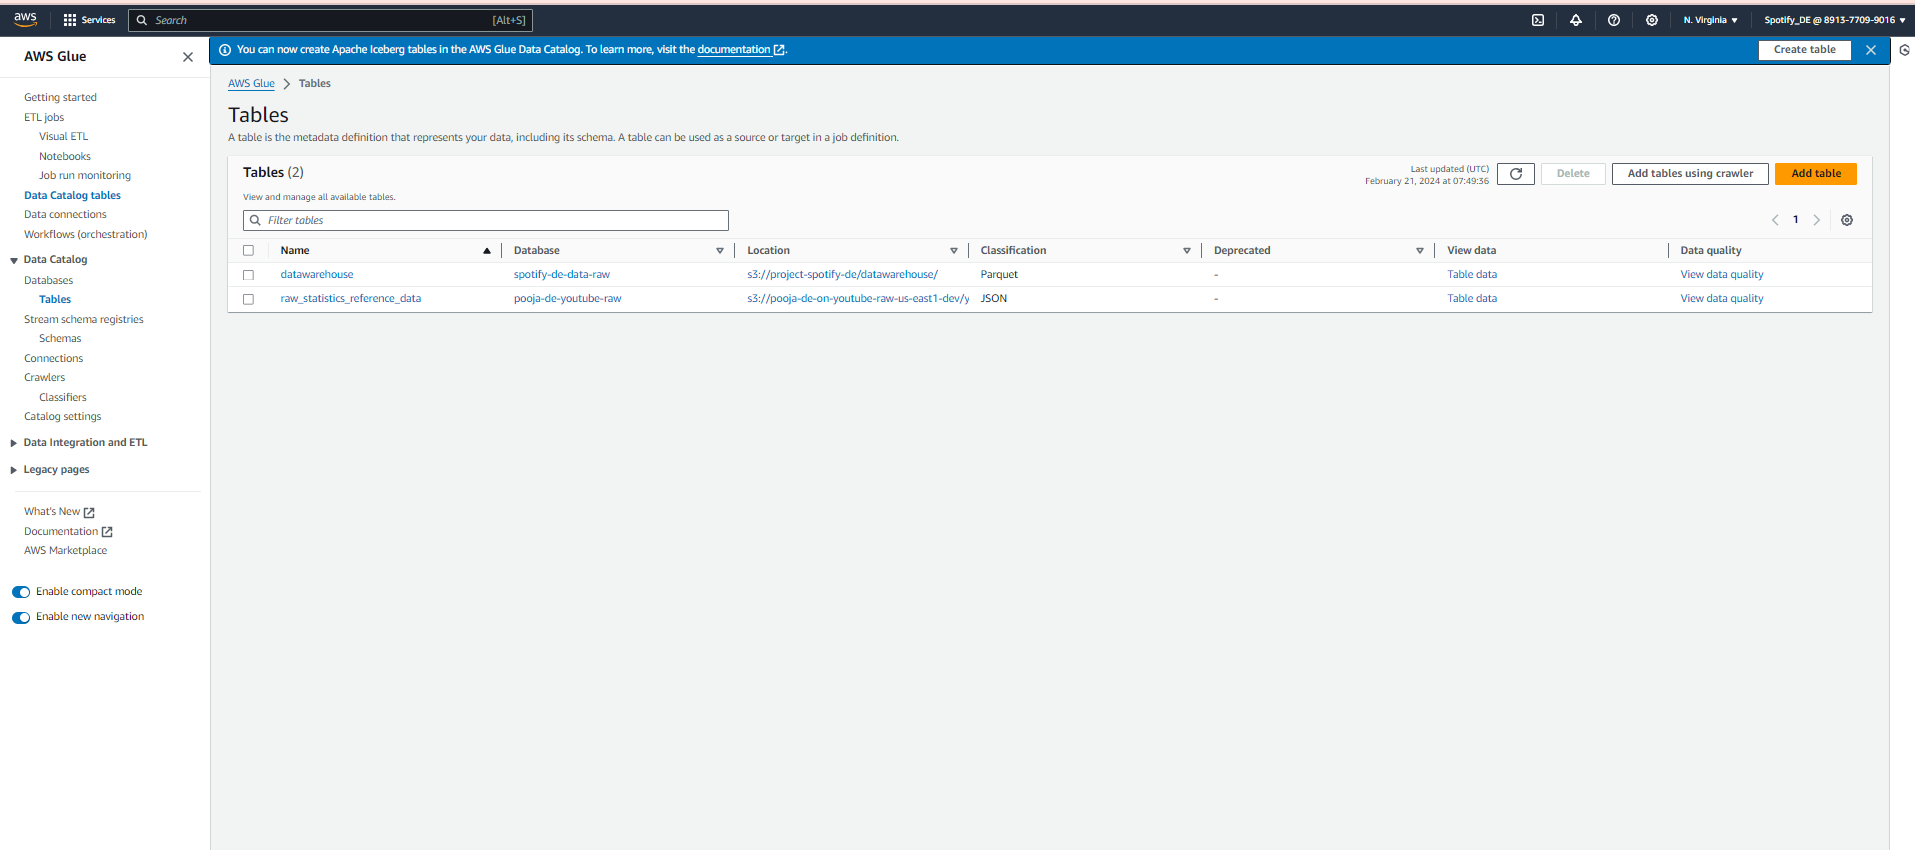 aws Services Search [Alt+S] N. Virginia Spotify_DE @ 8913-7709-9016
AWS Glue
You can now create Apache Iceberg tables in the AWS Glue Data Catalog. To learn more, visit the documentation. Create table
Getting started
ETL jobs
Visual ETL
Notebooks
Job run monitoring
Data Catalog tables
Data connections
Workflows (orchestration)
Data Catalog
Databases
Tables
Stream schema registries
Schemas
Connections
Crawlers
Classifiers
Catalog settings
Data Integration and ETL
Legacy pages
What's New
Documentation
AWS Marketplace
Enable compact mode
Enable new navigation
AWS Glue Tables
Tables
A table is the metadata definition that represents your data, including its schema. A table can be used as a source or target in a job definition.
Tables (2)
View and manage all available tables.
Last updated (UTC)
February 21, 2024 at 07:49:36
Delete Add tables using crawler Add table
Filter tables 1
Name Database Location Classification Deprecated View data Data quality
datawarehouse spotify-de-data-raw s3://project-spotify-de/datawarehouse/ Parquet - Table data View data quality
raw_statistics_reference_data pooja-de-youtube-raw s3://pooja-de-on-youtube-raw-us-east1-dev/y JSON - Table data View data quality